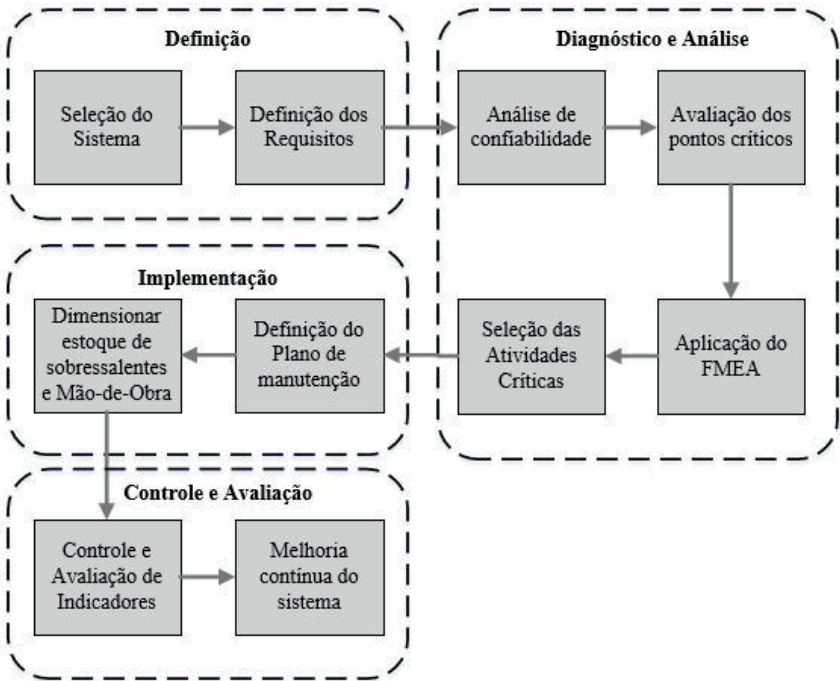 Definição
Seleção do
Sistema
Definição dos
Requisitos
Diagnóstico e Análise
Análise de
confiabilidade
Avaliação dos
pontos críticos
Aplicação do
FMEA
Seleção das
Atividades
Críticas
Implementação
Definição do
Plano de
manutenção
Dimensionar
estoque de
sobressalentes
e Mão-de-Obra
Controle e Avaliação
Controle e
Avaliação de
Indicadores
Melhoria
contínua do
sistema